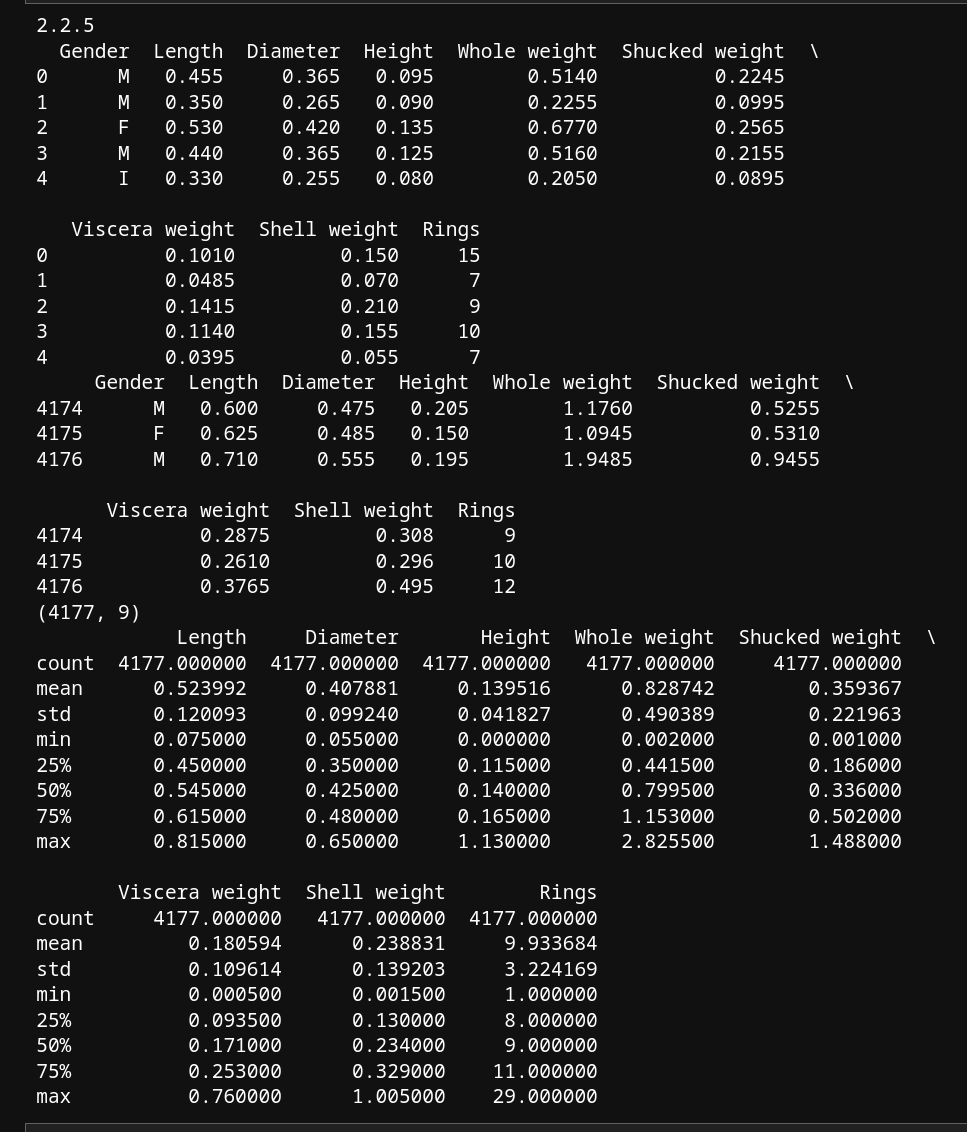 2.2.5
  Gender  Length  Diameter  Height  Whole weight  Shucked weight  \
0      M   0.455     0.365   0.095        0.5140          0.2245
1      M   0.350     0.265   0.090        0.2255          0.0995
2      F   0.530     0.420   0.135        0.6770          0.2565
3      M   0.440     0.365   0.125        0.5160          0.2155
4      I   0.330     0.255   0.080        0.2050          0.0895

   Viscera weight  Shell weight  Rings
0          0.1010         0.150     15
1          0.0485         0.070      7
2          0.1415         0.210      9
3          0.1140         0.155     10
4          0.0395         0.055      7
     Gender  Length  Diameter  Height  Whole weight  Shucked weight  \
4174      M   0.600     0.475   0.205        1.1760          0.5255
4175      F   0.625     0.485   0.150        1.0945          0.5310
4176      M   0.710     0.555   0.195        1.9485          0.9455

      Viscera weight  Shell weight  Rings
4174          0.2875         0.308      9
4175          0.2610         0.296     10
4176          0.3765         0.495     12
(4177, 9)
            Length     Diameter       Height  Whole weight  Shucked weight  \
count  4177.000000  4177.000000  4177.000000   4177.000000     4177.000000
mean      0.523992     0.407881     0.139516      0.828742        0.359367
std       0.120093     0.099240     0.041827      0.490389        0.221963
min       0.075000     0.055000     0.000000      0.002000        0.001000
25%       0.450000     0.350000     0.115000      0.441500        0.186000
50%       0.545000     0.425000     0.140000      0.799500        0.336000
75%       0.615000     0.480000     0.165000      1.153000        0.502000
max       0.815000     0.650000     1.130000      2.825500        1.488000

       Viscera weight  Shell weight        Rings
count     4177.000000   4177.000000  4177.000000
mean         0.180594      0.238831     9.933684
std          0.109614      0.139203     3.224169
min          0.000500      0.001500     1.000000
25%          0.093500      0.130000     8.000000
50%          0.171000      0.234000     9.000000
75%          0.253000      0.329000    11.000000
max          0.760000      1.005000    29.000000